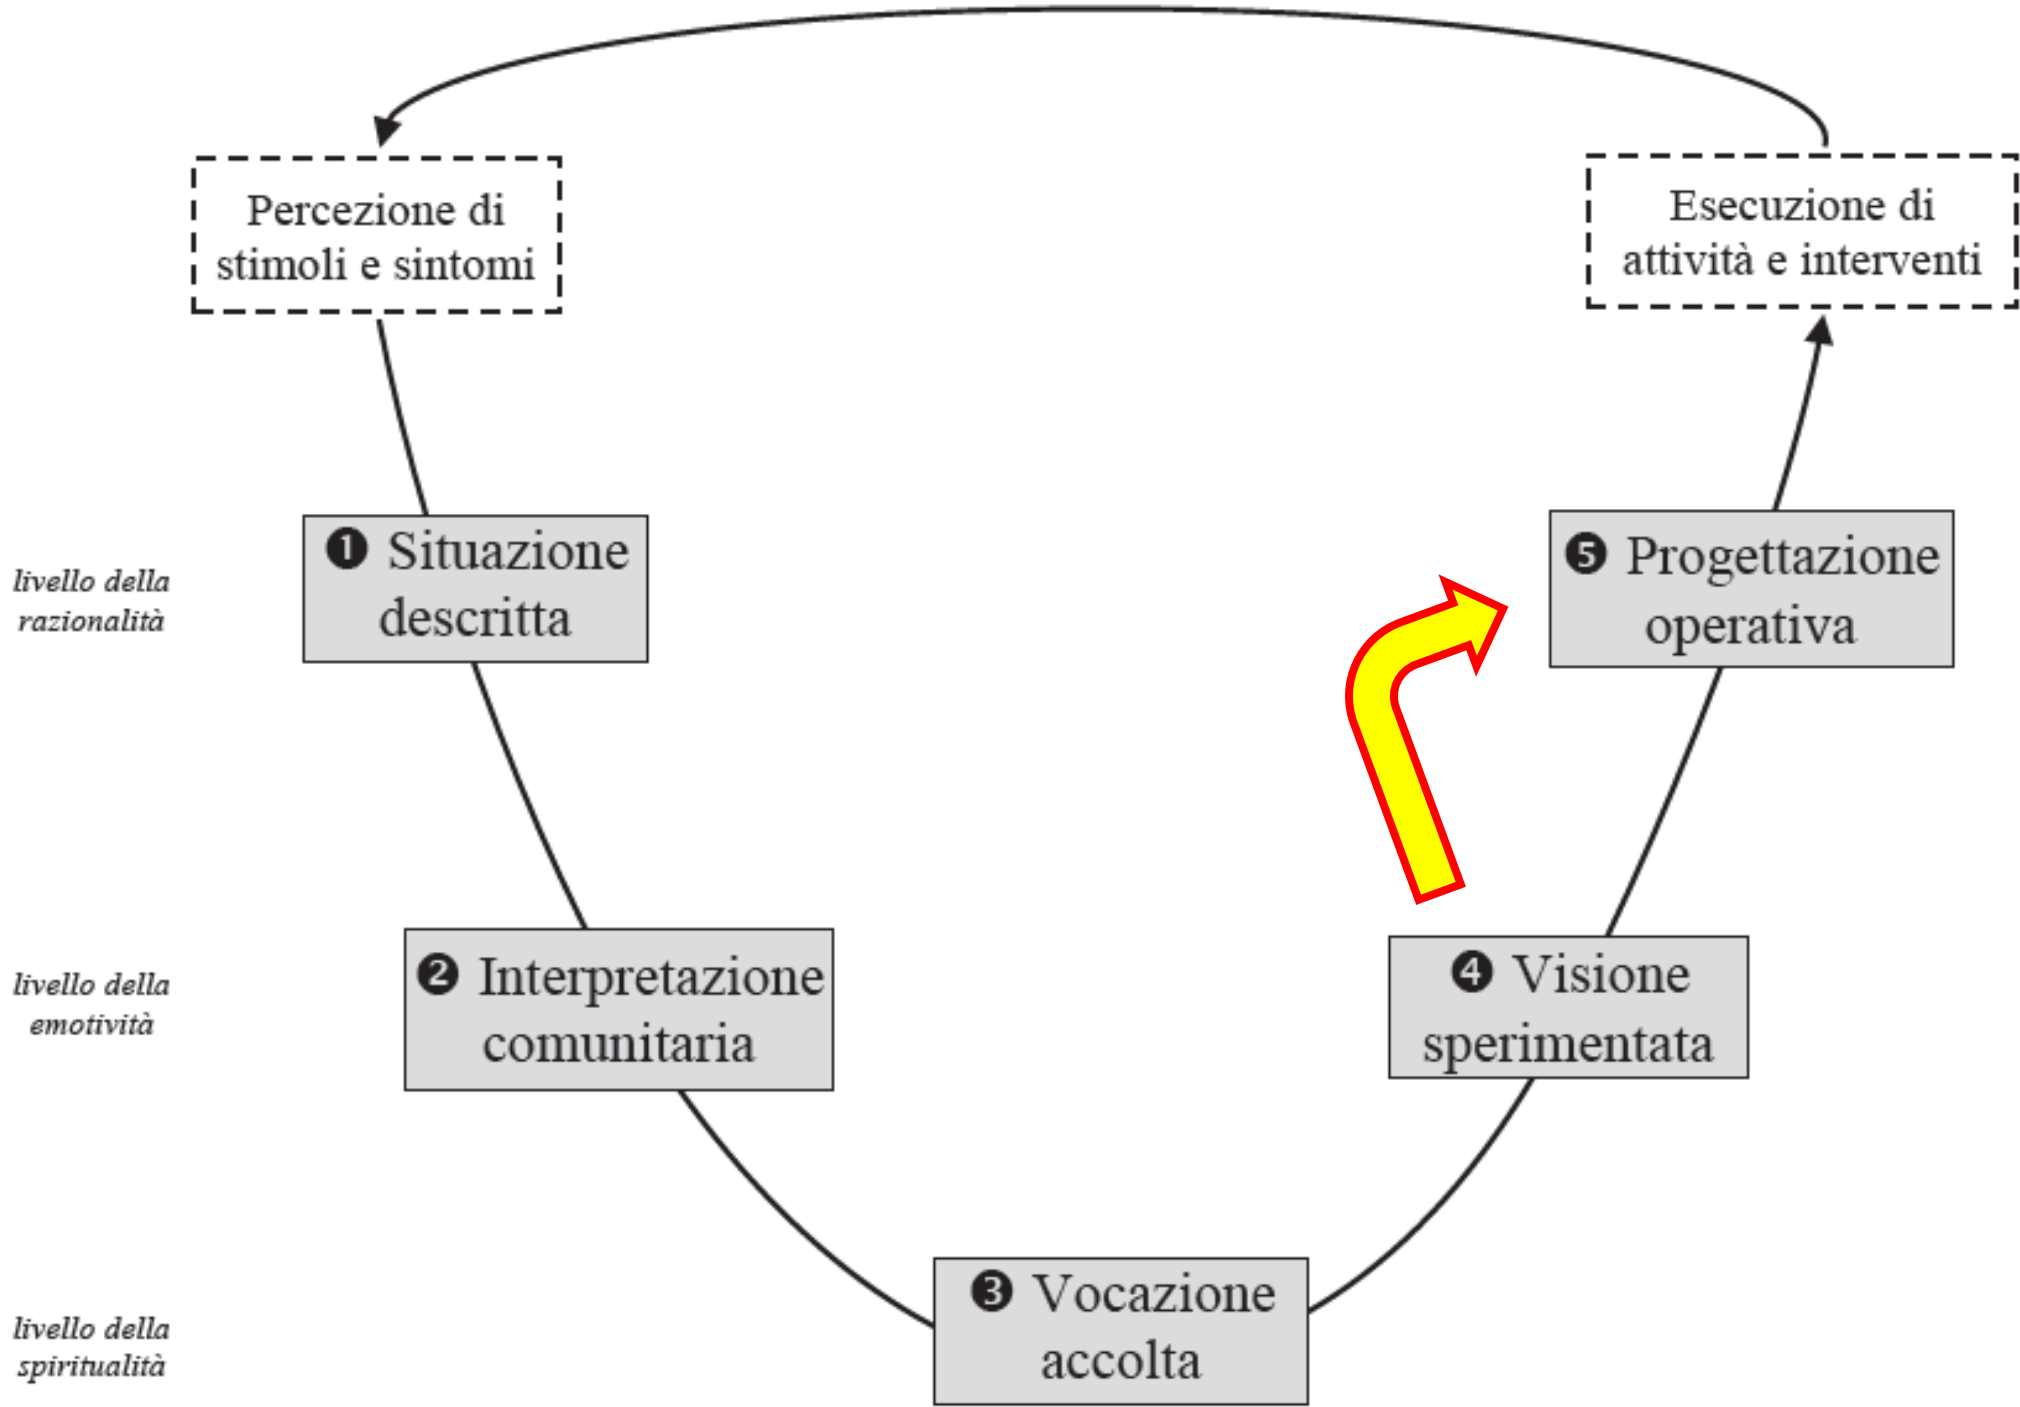 Percezione di
stimoli e sintomi
Esecuzione di
attività e interventi
livello della
razionalità
❶ Situazione
descritta
❺ Progettazione
operativa
livello della
emotività
❷ Interpretazione
comunitaria
❹ Visione
sperimentata
livello della
spiritualità
❸ Vocazione
accolta